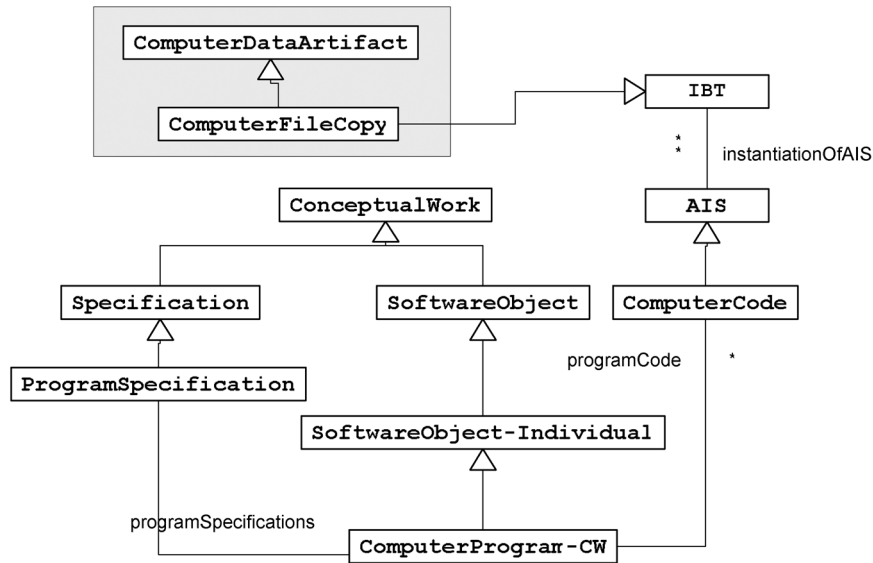 ComputerDataArtifact
ComputerFileCopy
IBT
*
*
instantiationOfAIS
ConceptualWork
AIS
Specification
SoftwareObject
ComputerCode
programCode
*
ProgramSpecification
SoftwareObject-Individual
programSpecifications
ComputerProgram-CW